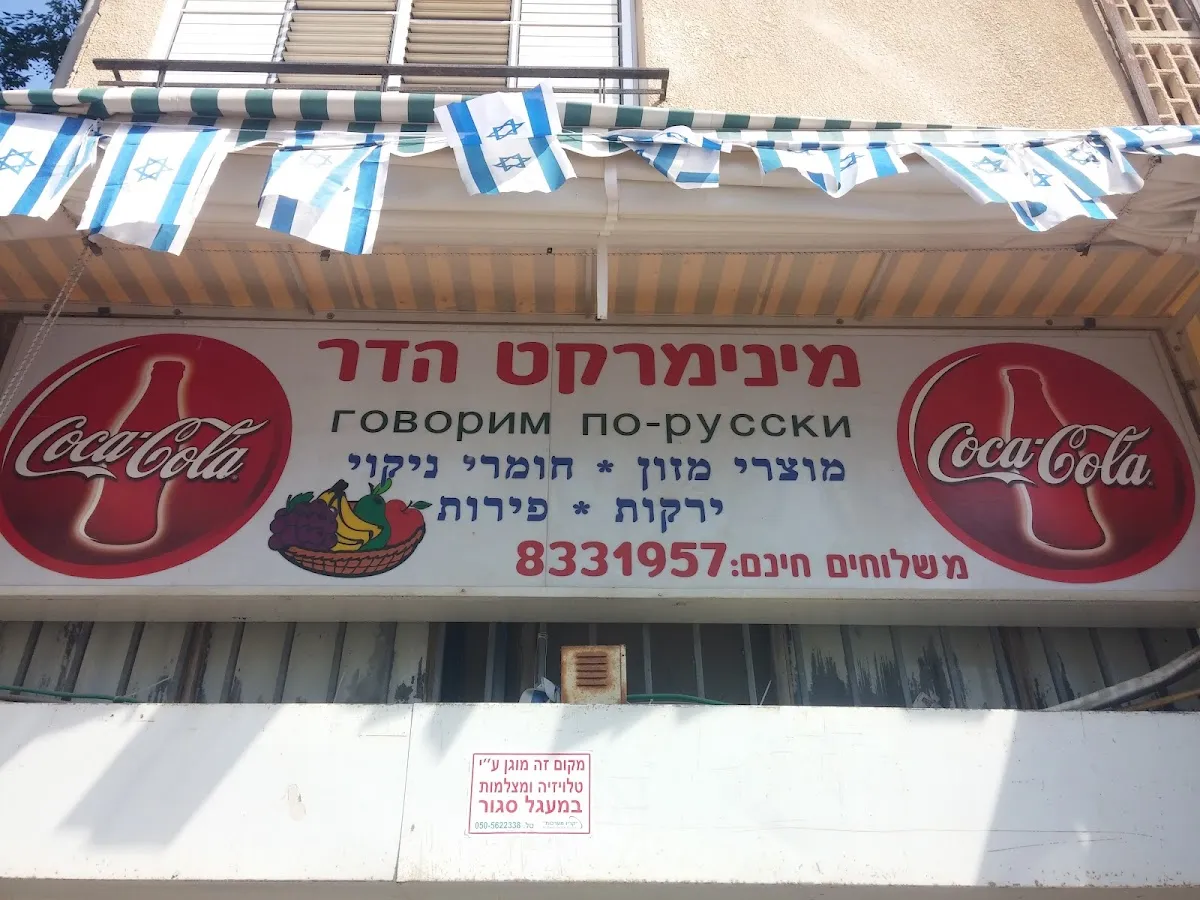 מינימרקט הדר
говорим по-русски
מוצרי מזון * חומרי ניקוי
ירקות * פירות
משלוחים חינם: 8331957
Coca-Cola
Coca-Cola
מקום זה מוגן ע"י
טלויזיה ומצלמות
במעגל סגור
טל. 050-5622338